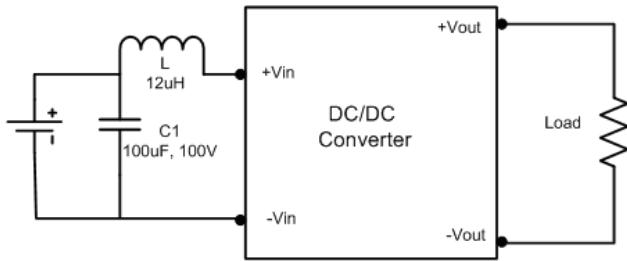 +Vout
L
12uH
+Vin
+
-
C1
100uF, 100V
DC/DC
Converter
Load
-Vin
-Vout